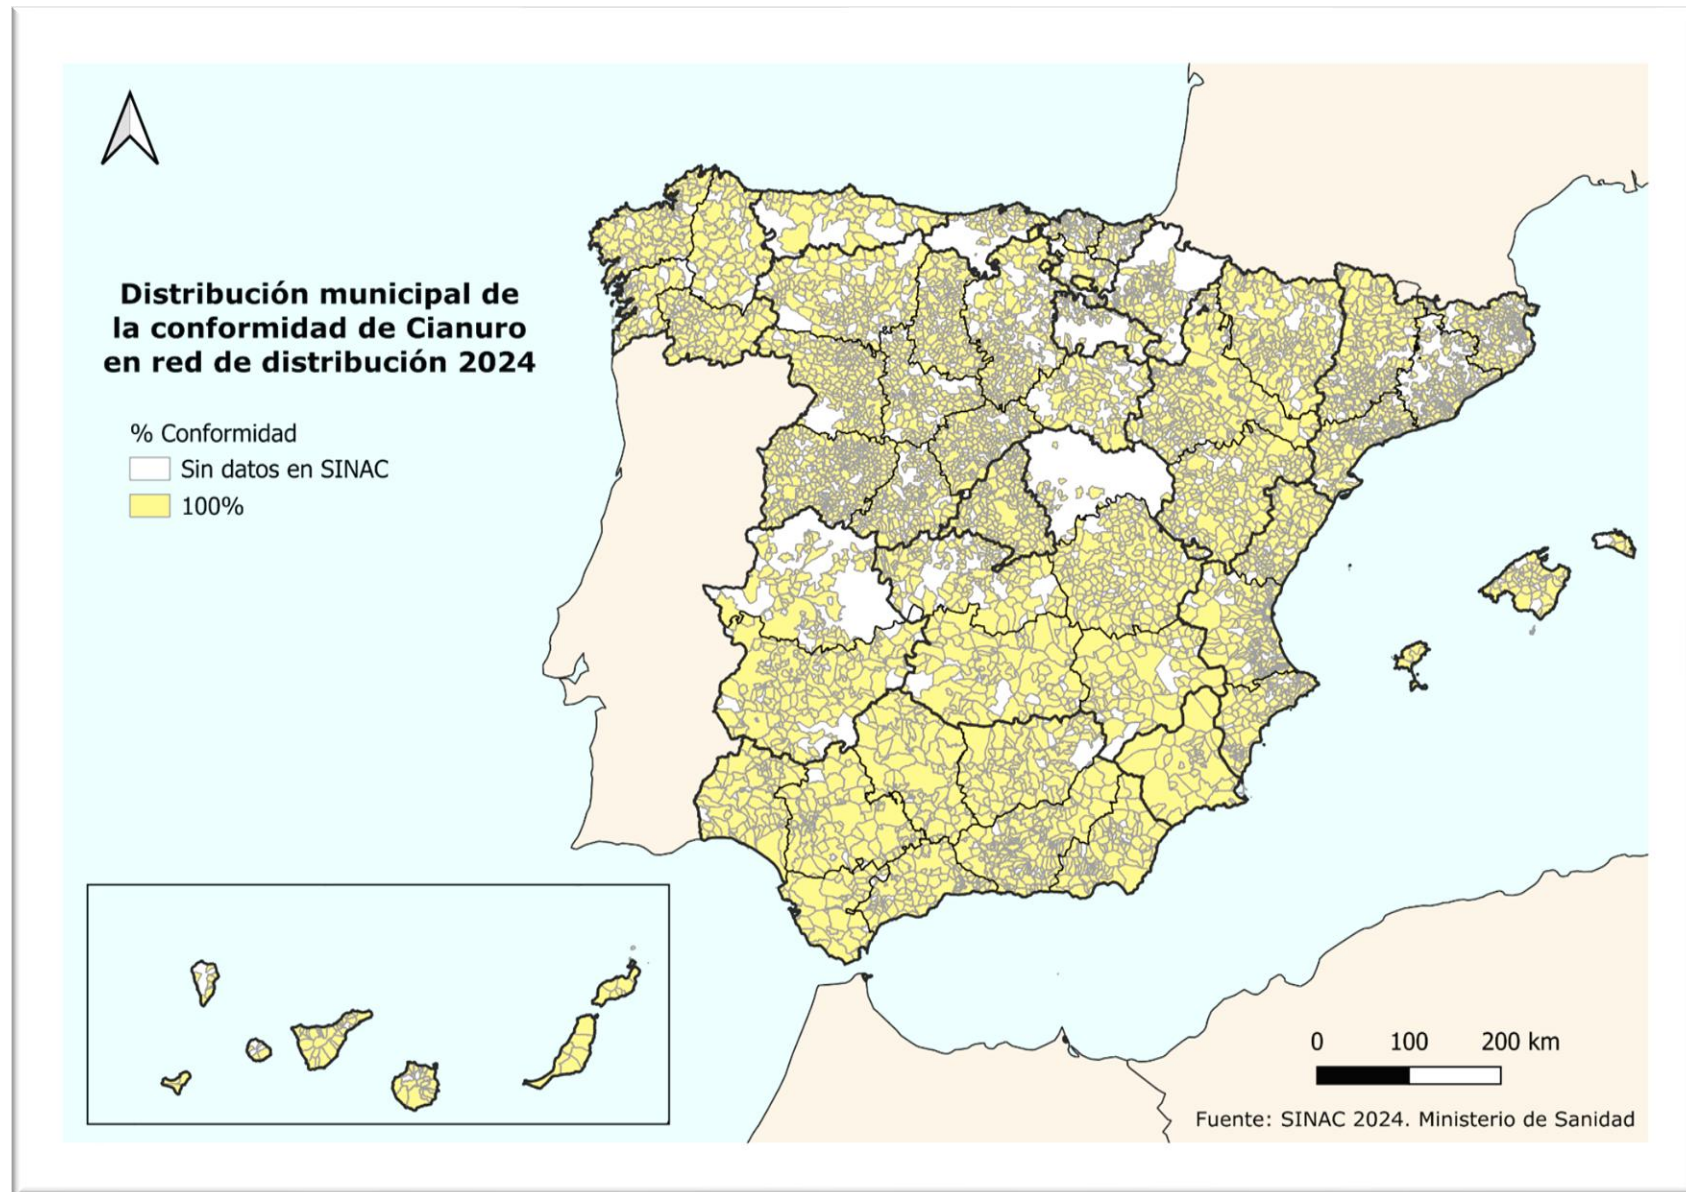 Distribución municipal de
la conformidad de Cianuro
en red de distribución 2024
% Conformidad
Sin datos en SINAC
100%
0 100 200 km
Fuente: SINAC 2024. Ministerio de Sanidad